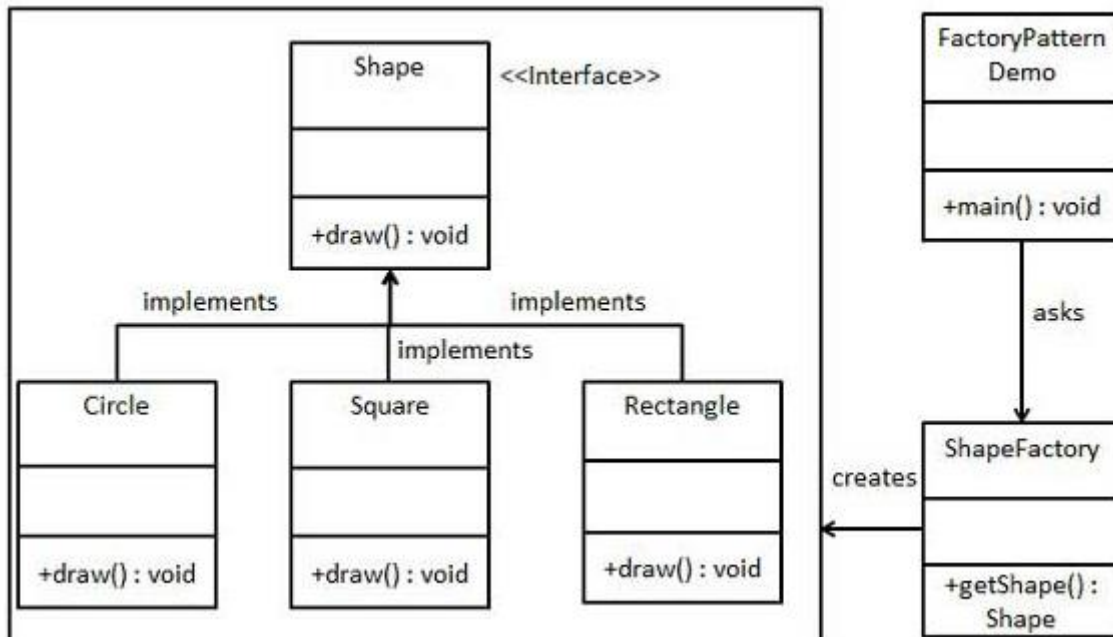 Shape
<<Interface>>
+draw() : void
implements
implements
implements
Circle
+draw() : void
Square
+draw() : void
Rectangle
+draw() : void
FactoryPattern
Demo
+main() : void
asks
ShapeFactory
+getShape() :
Shape
creates